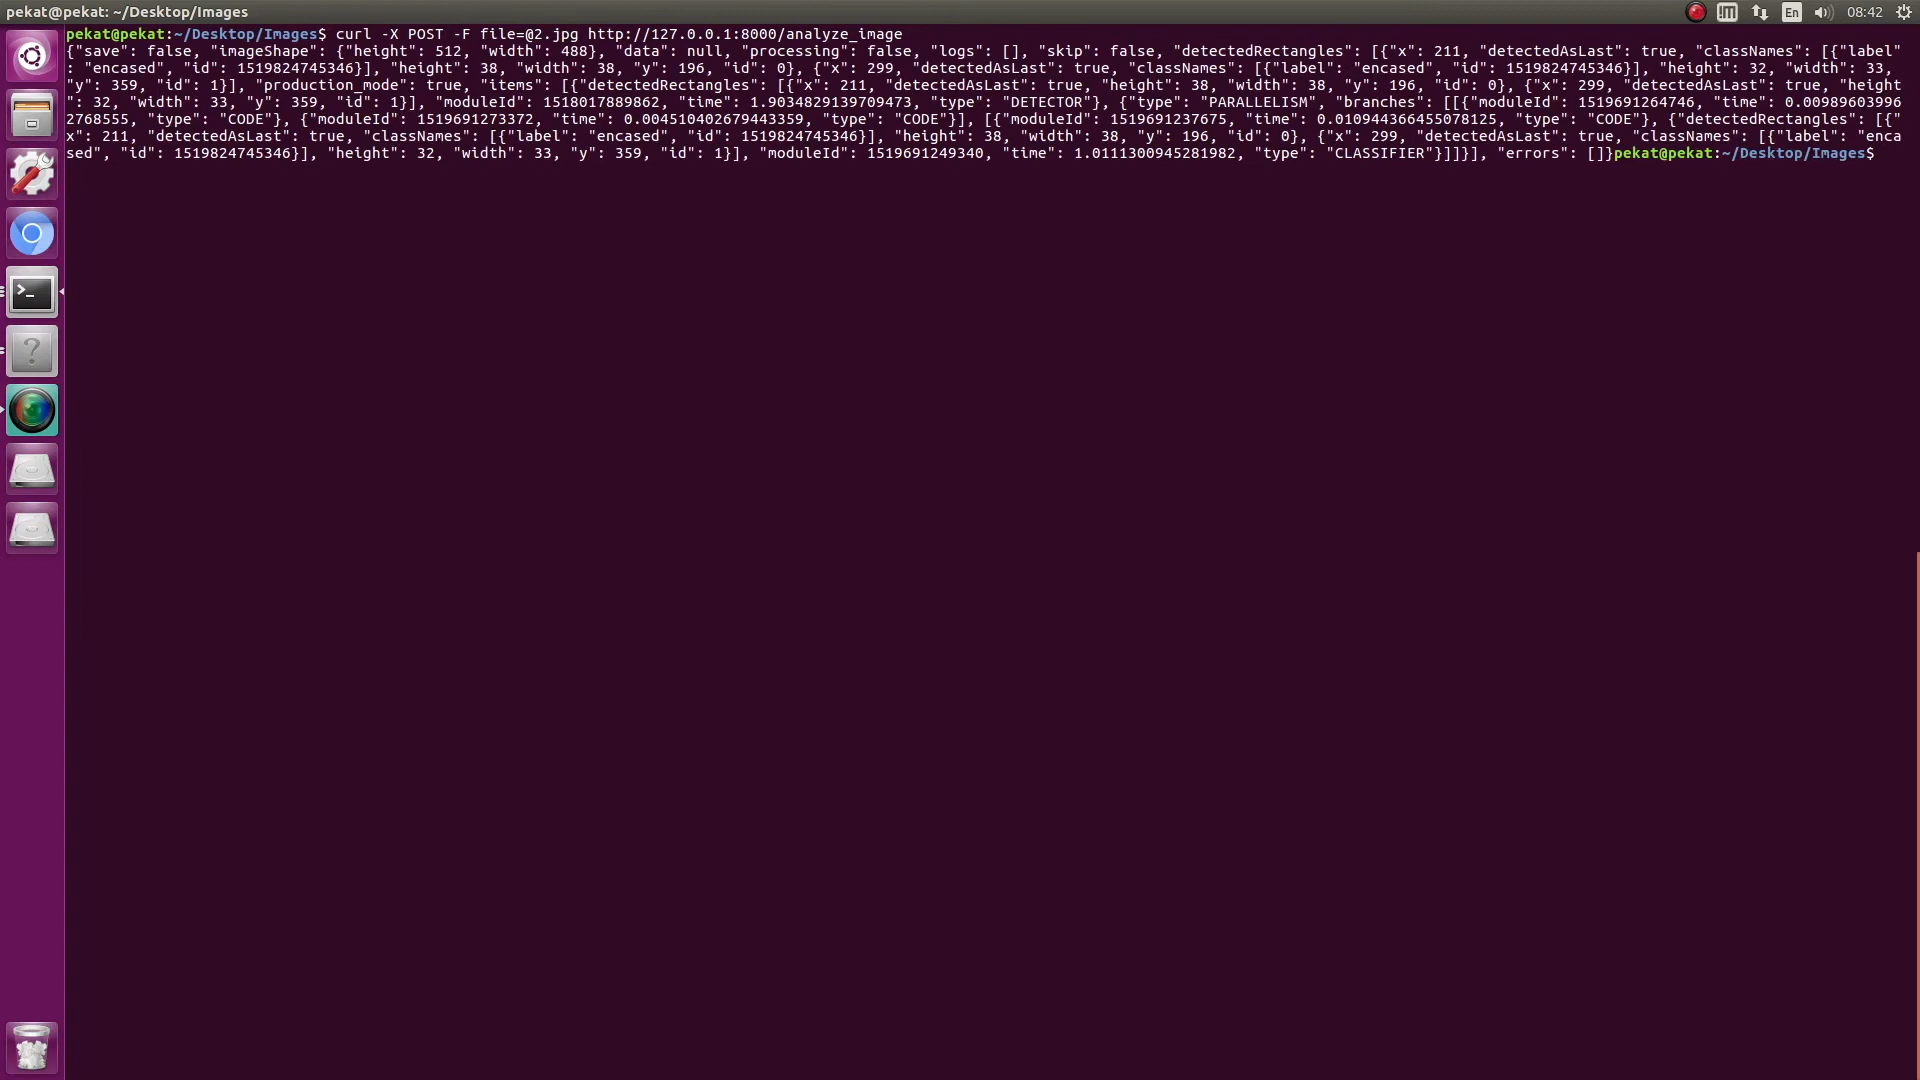 pekat@pekat: ~/Desktop/Images
En
08:42
pekat@pekat:~/Desktop/Images$ curl -X POST -F file=@2.jpg http://127.0.0.1:8000/analyze_image
{"save": false, "imageShape": {"height": 512, "width": 488}, "data": null, "processing": false, "logs": [], "skip": false, "detectedRectangles": [{"x": 211, "detectedAsLast": true, "classNames": [{"label"
: "encased", "id": 1519824745346}], "height": 38, "width": 38, "y": 196, "id": 0}, {"x": 299, "detectedAsLast": true, "classNames": [{"label": "encased", "id": 1519824745346}], "height": 32, "width": 33,
"y": 359, "id": 1}], "production_mode": true, "items": [{"detectedRectangles": [{"x": 211, "detectedAsLast": true, "height": 38, "width": 38, "y": 196, "id": 0}, {"x": 299, "detectedAsLast": true, "height
": 32, "width": 33, "y": 359, "id": 1}], "moduleId": 1518017889862, "time": 1.9034829139709473, "type": "DETECTOR"}, {"type": "PARALLELISM", "branches": [[{"moduleId": 1519691264746, "time": 0.00989603996
2768555, "type": "CODE"}, {"moduleId": 1519691273372, "time": 0.004510402679443359, "type": "CODE"}], [{"moduleId": 1519691237675, "time": 0.010944366455078125, "type": "CODE"}, {"detectedRectangles": [{"
x": 211, "detectedAsLast": true, "classNames": [{"label": "encased", "id": 1519824745346}], "height": 38, "width": 38, "y": 196, "id": 0}, {"x": 299, "detectedAsLast": true, "classNames": [{"label": "enca
sed", "id": 1519824745346}], "height": 32, "width": 33, "y": 359, "id": 1}], "moduleId": 1519691249340, "time": 1.0111300945281982, "type": "CLASSIFIER"}]]}], "errors": []}pekat@pekat:~/Desktop/Images$